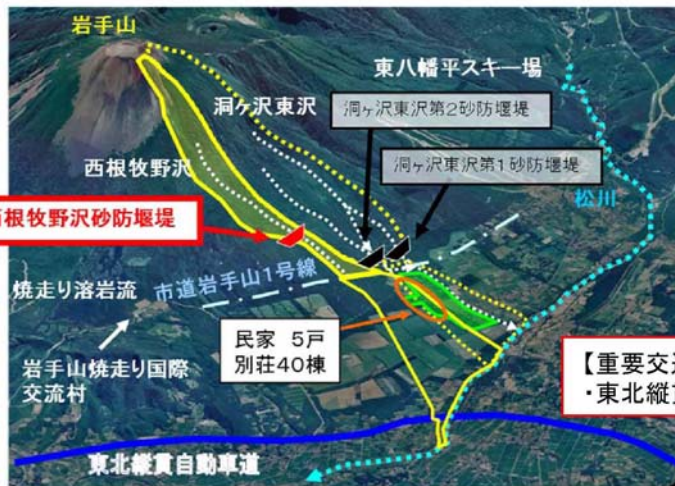 岩手山
東八幡平スキー場
洞ヶ沢東沢
洞ヶ沢東沢第2砂防堰堤
西根牧野沢
洞ヶ沢東沢第1砂防堰堤
松川
根牧野沢砂防堰堤
焼走り溶岩流
市道岩手山1号線
民家 5戸
別荘40棟
岩手山焼走り国際
交流村
【重要交
・東北縦
東北縦貫自動車道